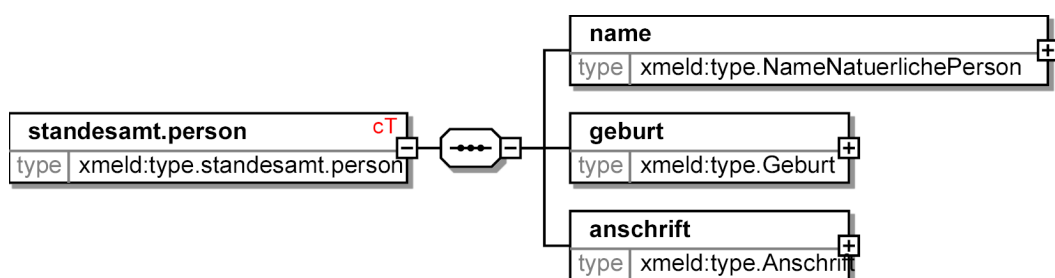 name
type xmeld:type.NameNatuerlichePerson
standesamt.person cT
type xmeld:type.standesamt.person
geburt
type xmeld:type.Geburt
anschrift
type xmeld:type.Anschrift